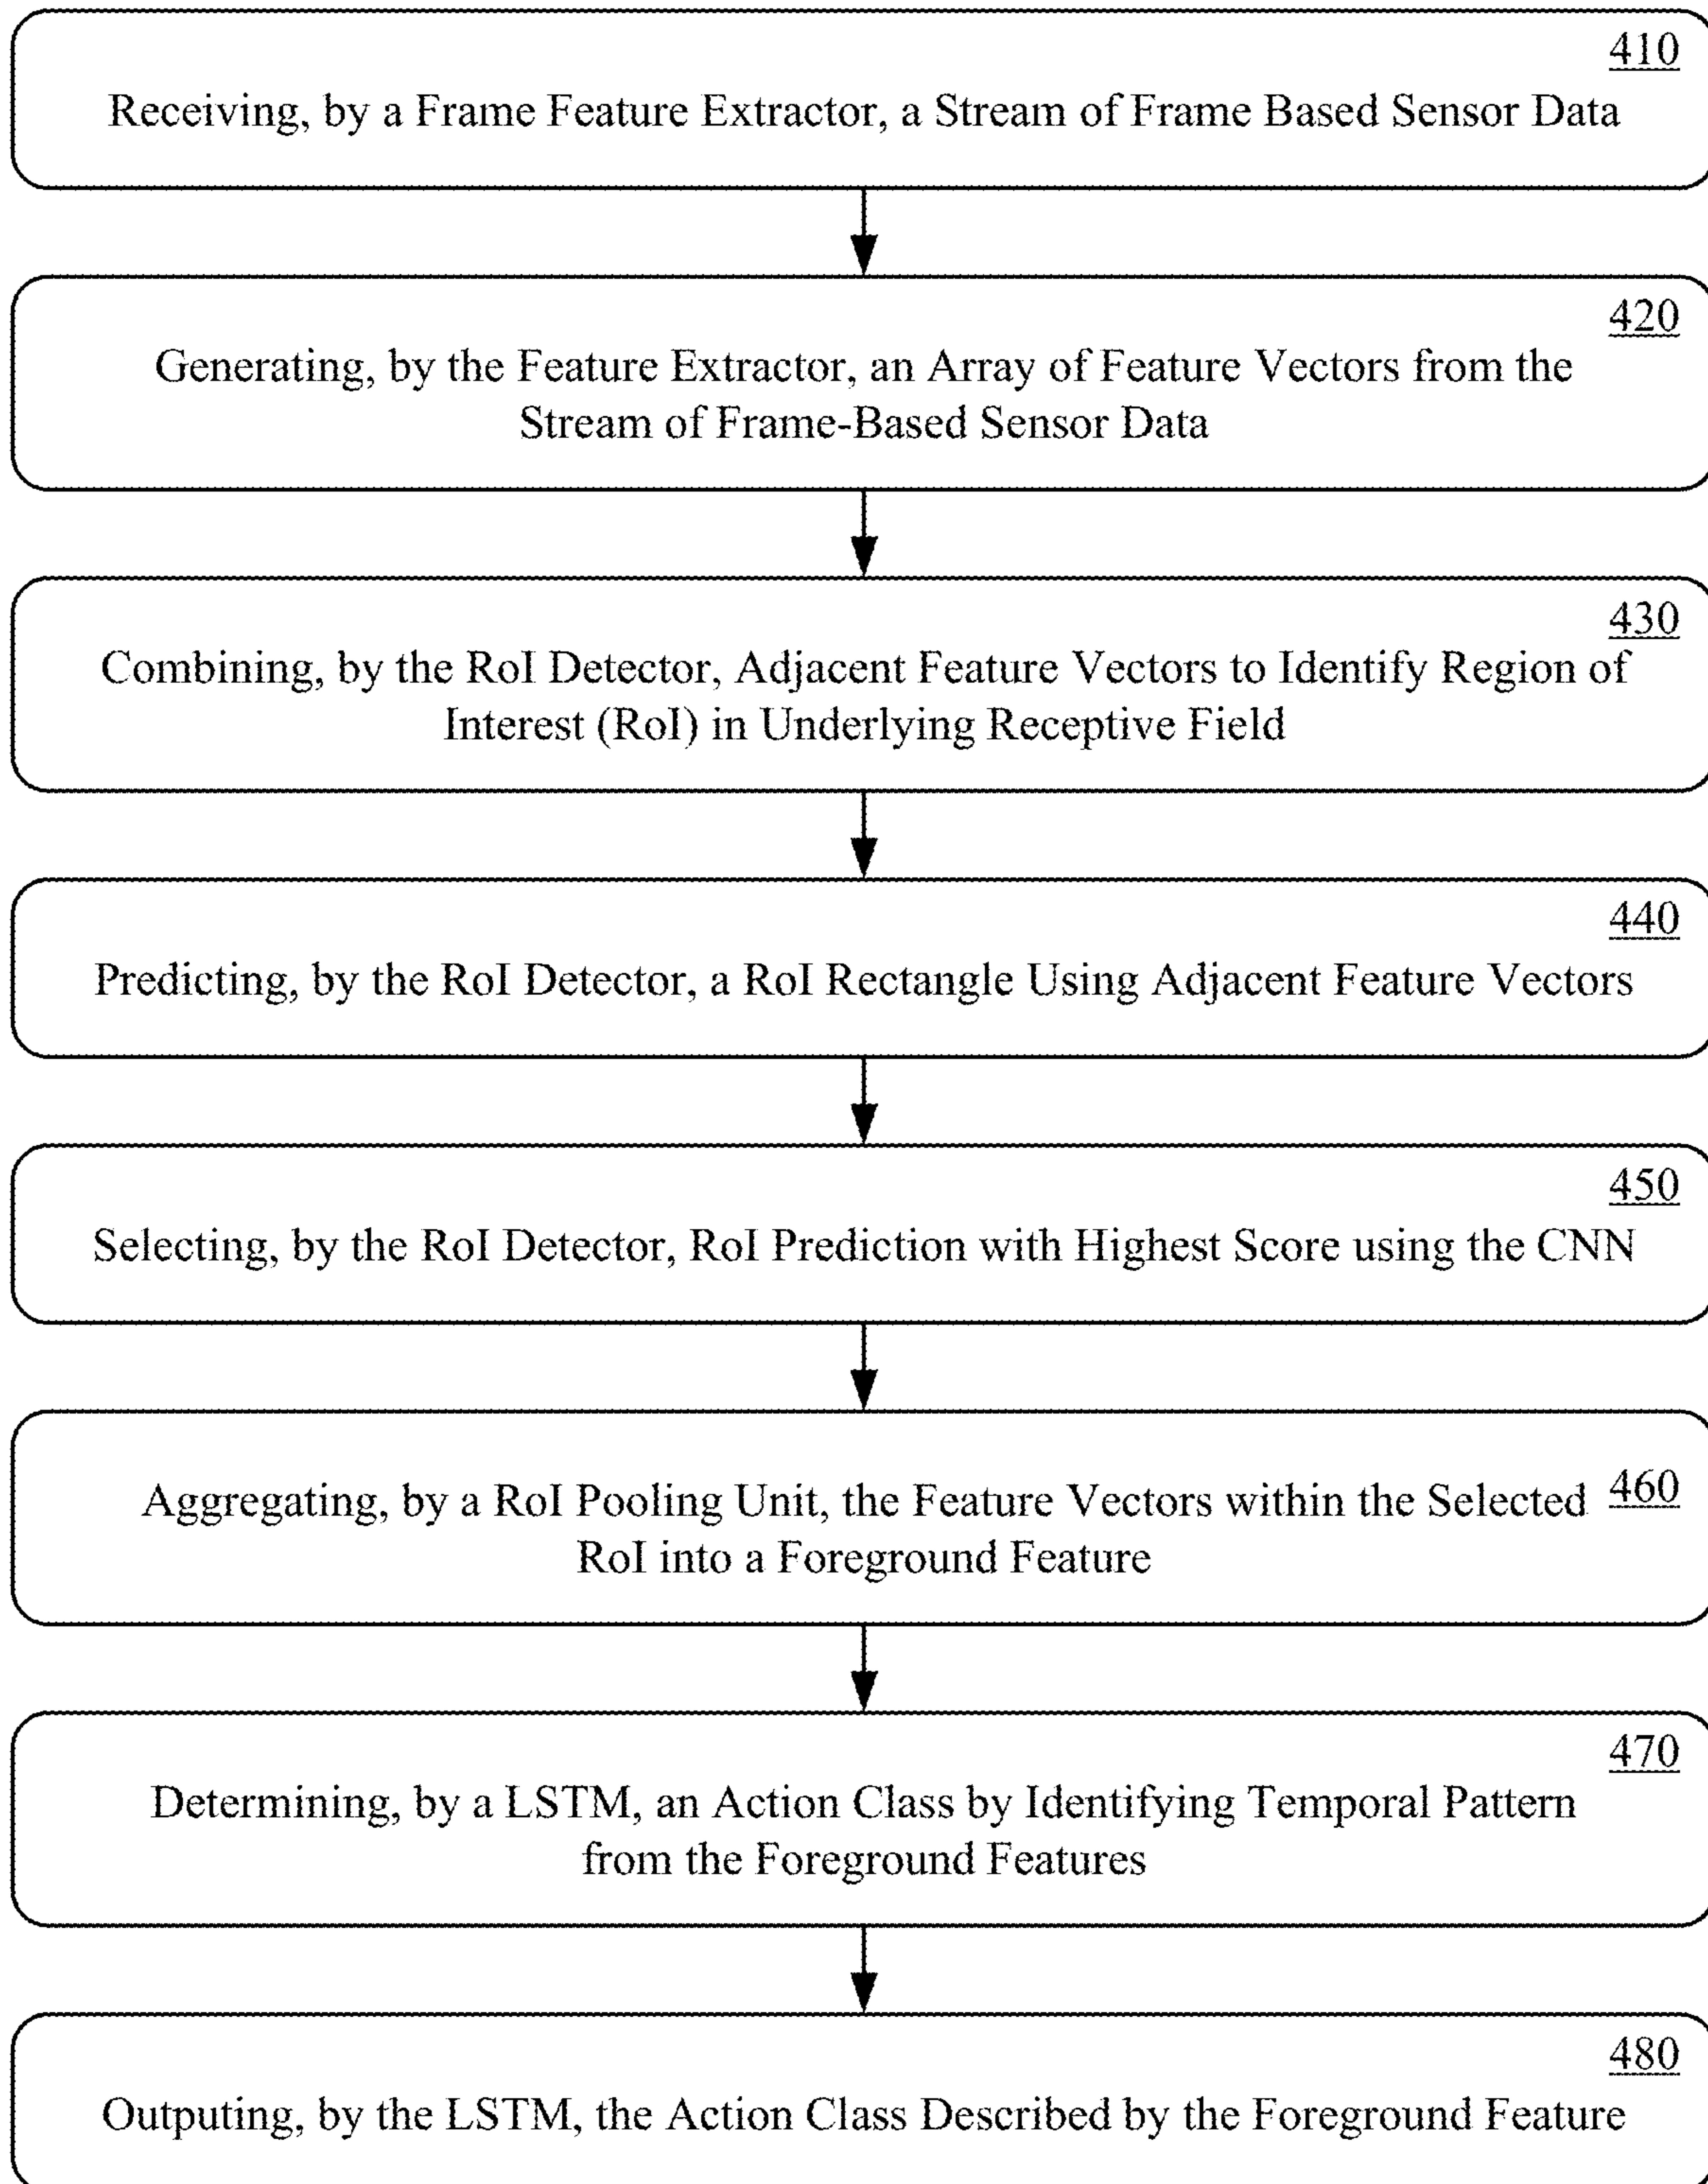 410
Receiving, by a Frame Feature Extractor, a Stream of Frame Based Sensor Data
420
Generating, by the Feature Extractor, an Array of Feature Vectors from the
Stream of Frame-Based Sensor Data
430
Combining, by the RoI Detector, Adjacent Feature Vectors to Identify Region of
Interest (RoI) in Underlying Receptive Field
440
Predicting, by the RoI Detector, a RoI Rectangle Using Adjacent Feature Vectors
450
Selecting, by the RoI Detector, RoI Prediction with Highest Score using the CNN
460
Aggregating, by a RoI Pooling Unit, the Feature Vectors within the Selected
RoI into a Foreground Feature
470
Determining, by a LSTM, an Action Class by Identifying Temporal Pattern
from the Foreground Features
480
Outputing, by the LSTM, the Action Class Described by the Foreground Feature